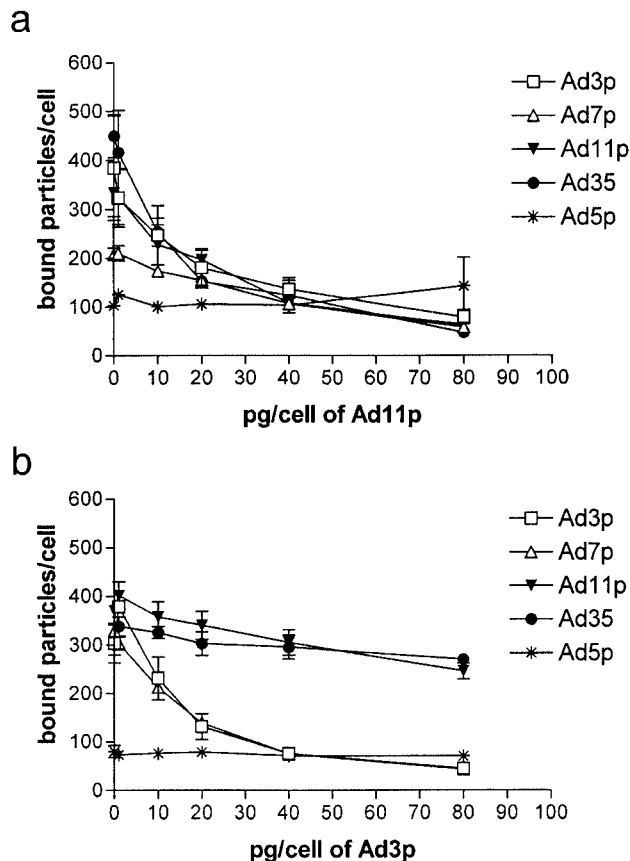 a
600
500
400
300
200
100
0
bound particles/cell
0 10 20 30 40 50 60 70 80 90 100
pg/cell of Ad11p
Ad3p
Ad7p
Ad11p
Ad35
Ad5p
b
600
500
400
300
200
100
0
bound particles/cell
0 10 20 30 40 50 60 70 80 90 100
pg/cell of Ad3p
Ad3p
Ad7p
Ad11p
Ad35
Ad5p